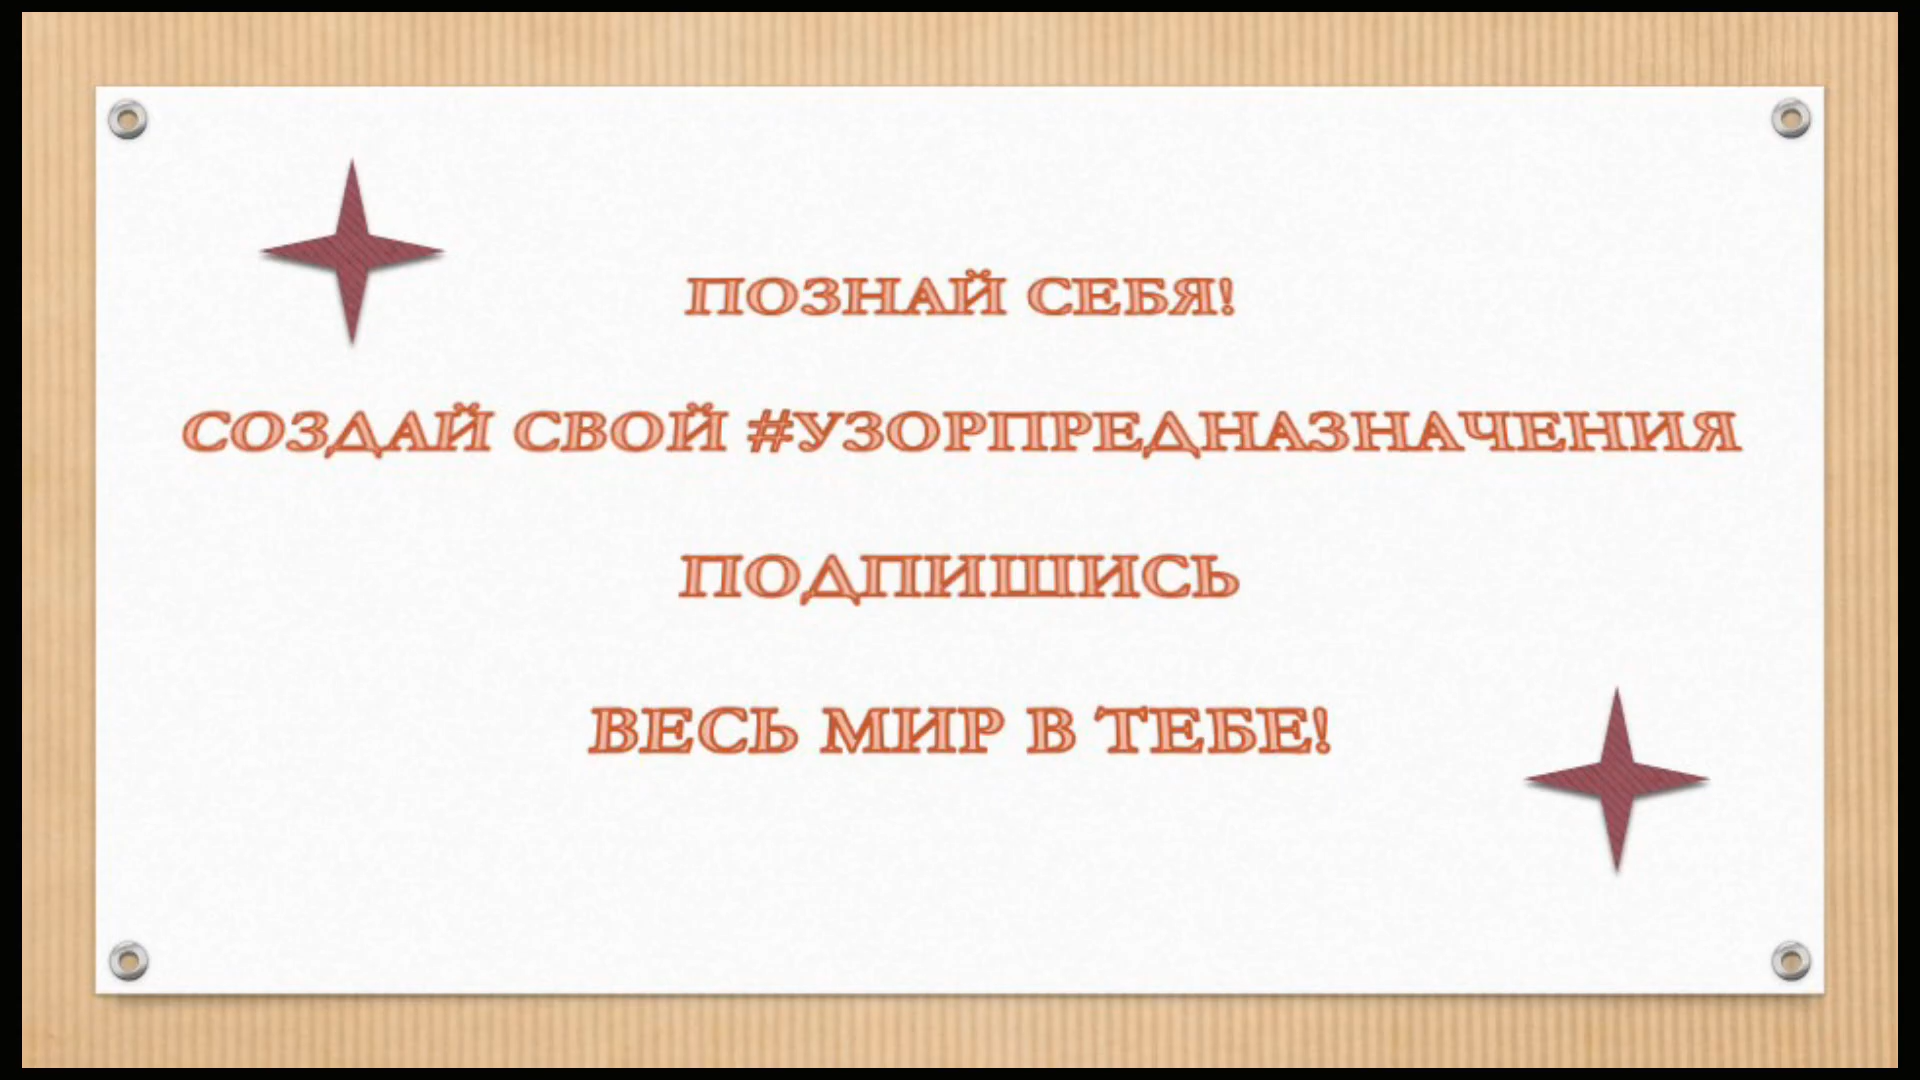 ПОЗНАЙ СЕБЯ!
СОЗДАЙ СВОЙ #УЗОРПРЕДНАЗНАЧЕНИЯ
ПОДПИШИСЬ
ВЕСЬ МИР В ТЕБЕ!